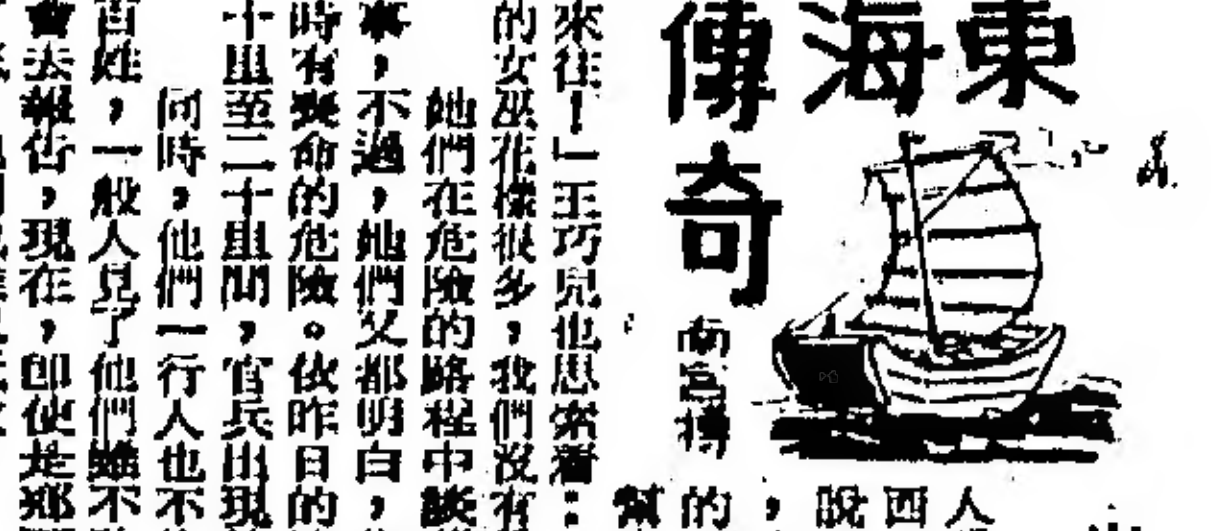 東海傳奇
南宮搏
人
西
說
，
的
幫
來往！」王巧兒也思索着：
的女巫花樣很多，我們沒有
她們在危險的路程中談
事，不過，她們又都明白，
時有喪命的危險。依昨日的
十里至二十里間，官兵出現
同時，他們一行人也不
百姓，一般人見了他們雖不
會去報告，現在，即使是鄉